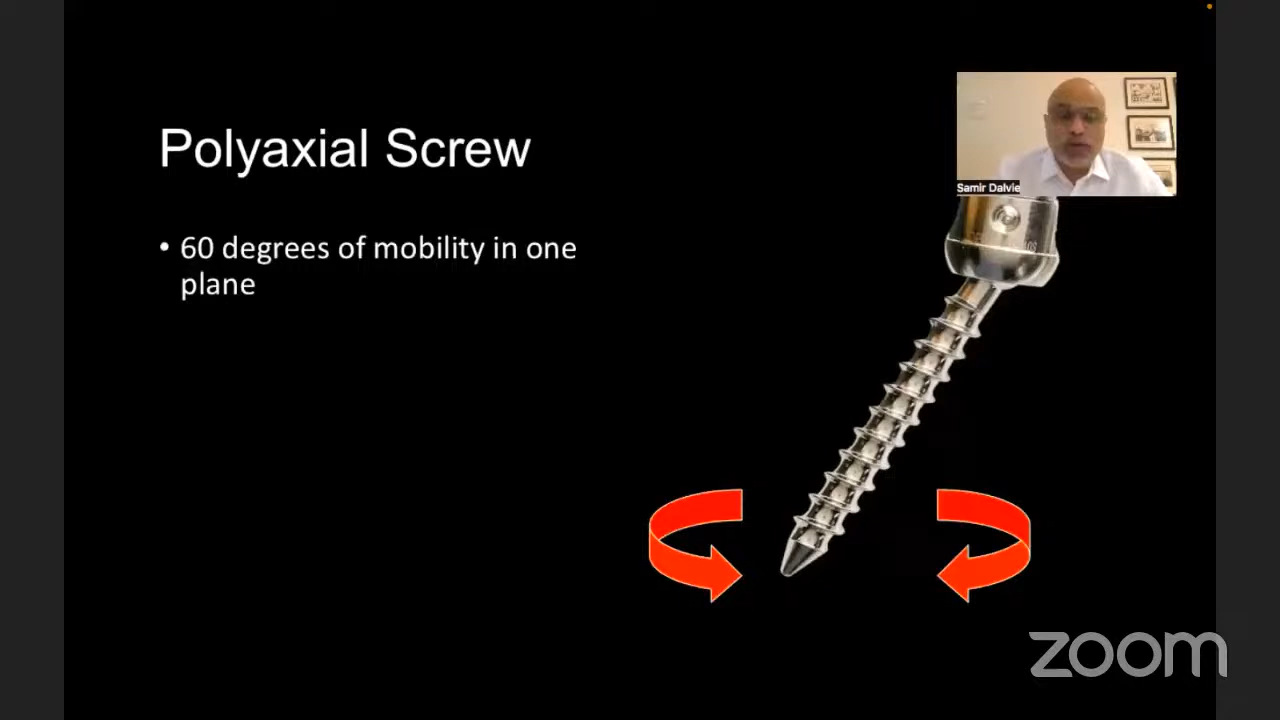 Polyaxial Screw
• 60 degrees of mobility in one
plane
Samir Dalvie
zoom